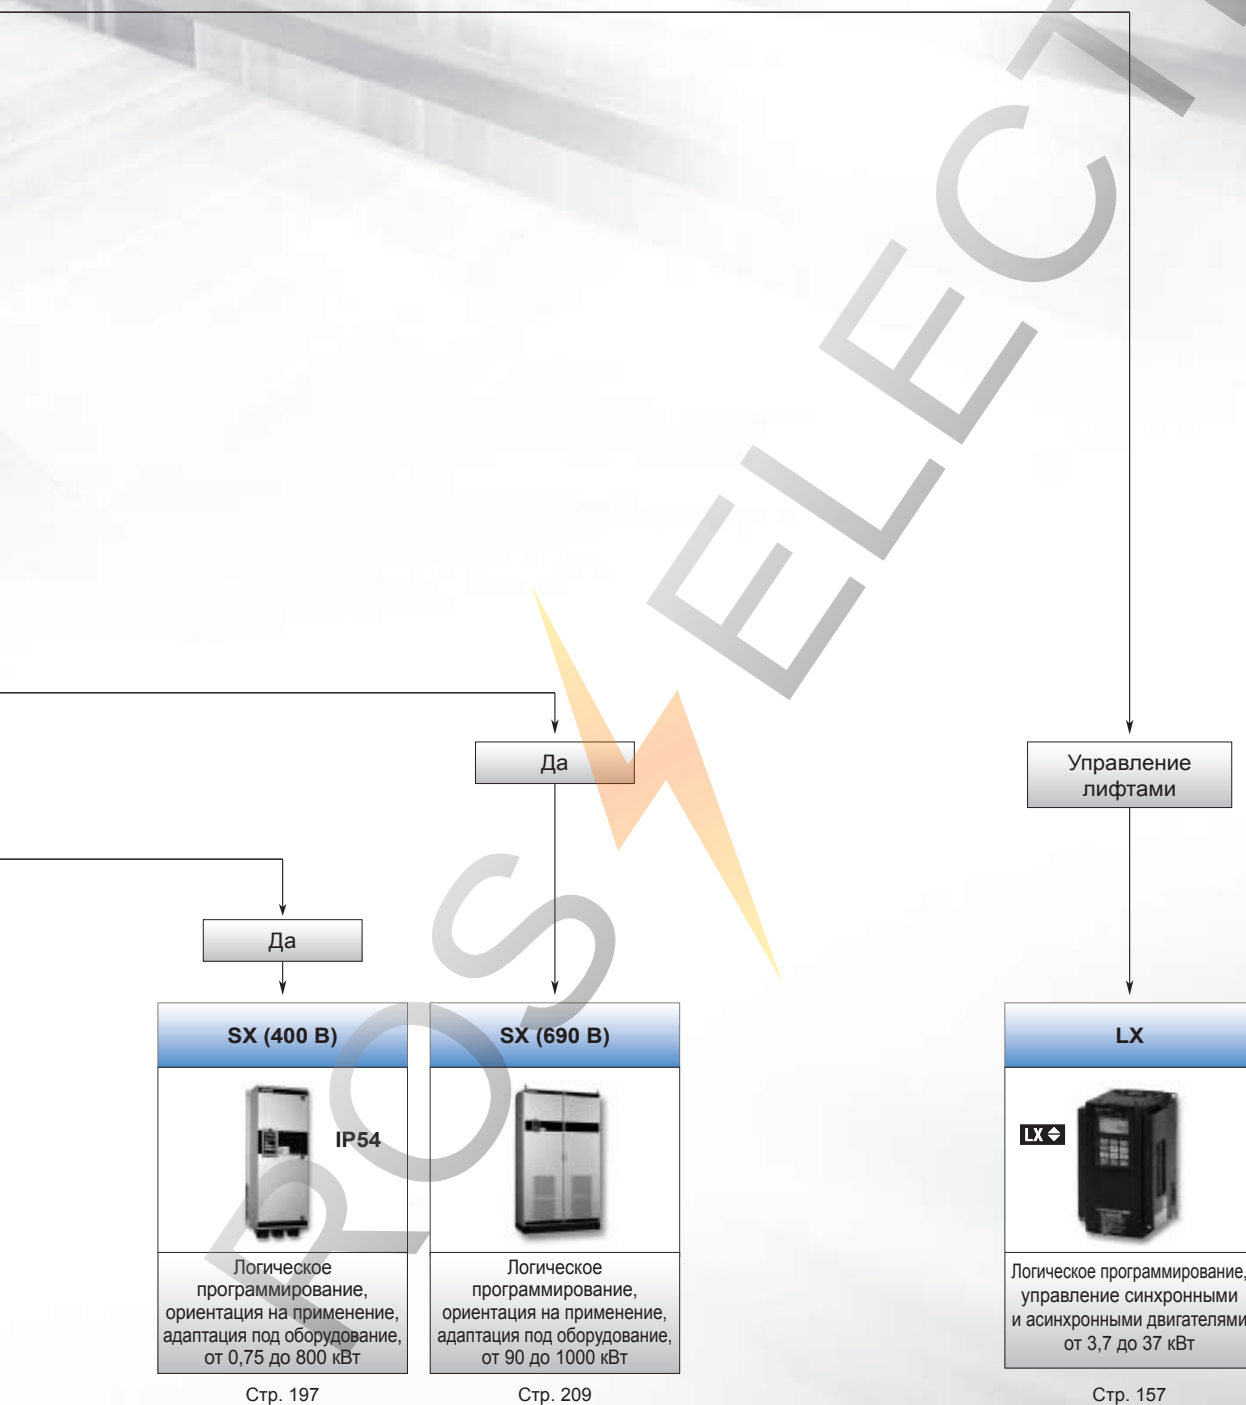 Да
Управление
лифтами
Да
SX (400 В)
IP54
Логическое
программирование,
ориентация на применение,
адаптация под оборудование,
от 0,75 до 800 кВт
Стр. 197
SX (690 В)
Логическое
программирование,
ориентация на применение,
адаптация под оборудование,
от 90 до 1000 кВт
Стр. 209
LX
LX
Логическое программирование,
управление синхронными
и асинхронными двигателями
от 3,7 до 37 кВт
Стр. 157
ROS ELECT